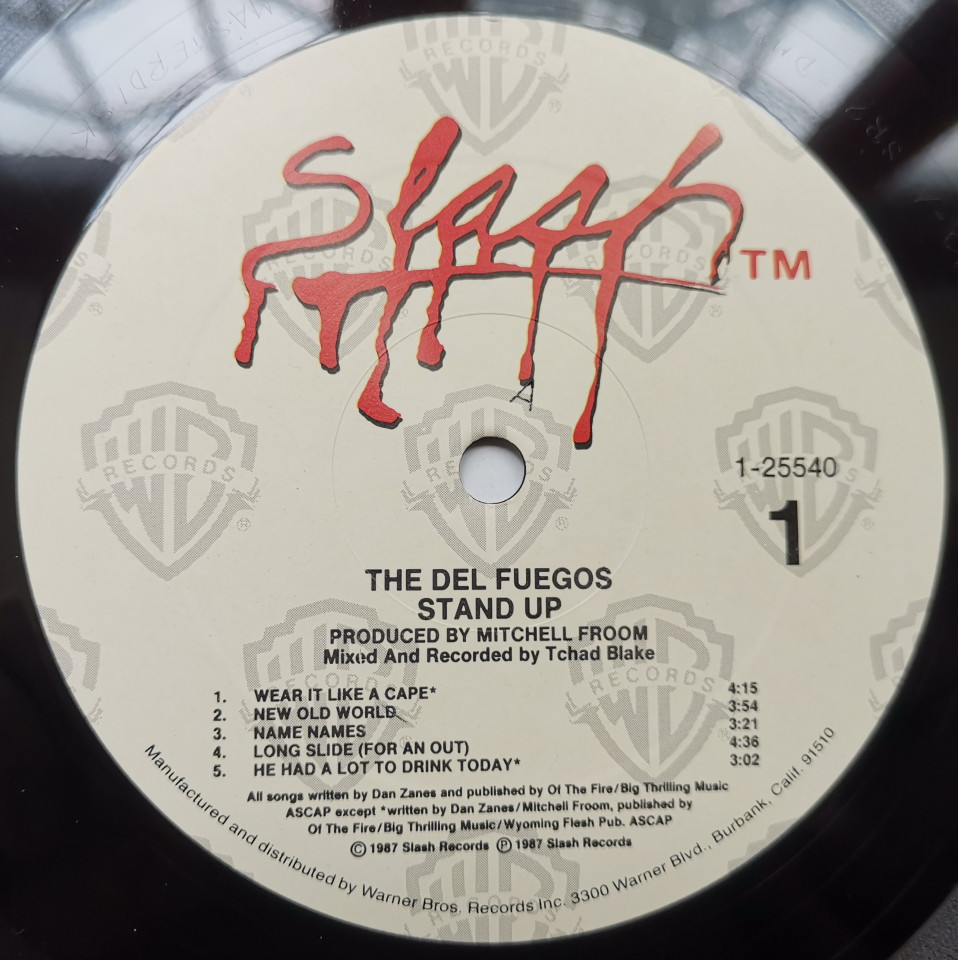 Slash TM
A
1-25540
1
THE DEL FUEGOS
STAND UP
PRODUCED BY MITCHELL FROOM
Mixed And Recorded by Tchad Blake
1. WEAR IT LIKE A CAPE* 4:15
2. NEW OLD WORLD 3:54
3. NAME NAMES 3:21
4. LONG SLIDE (FOR AN OUT) 4:36
5. HE HAD A LOT TO DRINK TODAY* 3:02
All songs written by Dan Zanes and published by Of The Fire/Big Thrilling Music
ASCAP except *written by Dan Zanes/Mitchell Froom, published by
Of The Fire/Big Thrilling Music/Wyoming Flesh Pub. ASCAP
© 1987 Slash Records ℗ 1987 Slash Records
Manufactured and distributed by Warner Bros. Records Inc. 3300 Warner Blvd., Burbank, Calif. 91510
WB RECORDS ®
MASTERDISK